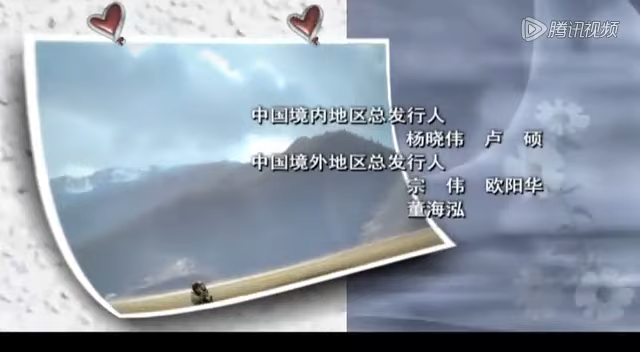 腾讯视频
中国境内地区总发行人
杨晓伟 卢 硕
中国境外地区总发行人
宗 伟 欧阳华
董海泓